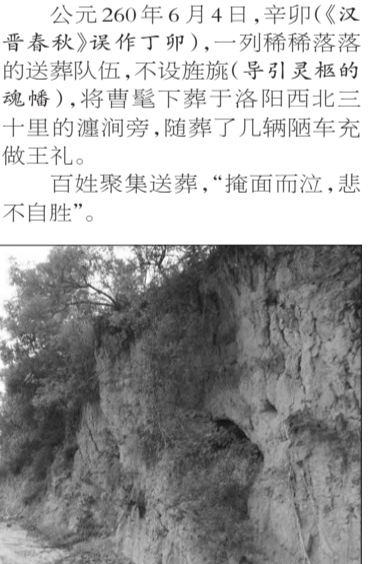 公元260年6月4日，辛卯(《汉
晋春秋》误作丁卯)，一列稀稀落落
的送葬队伍，不设旌旐(导引灵柩的
魂幡)，将曹髦下葬于洛阳西北三
十里的瀍涧旁，随葬了几辆陋车充
做王礼。
百姓聚集送葬，“掩面而泣，悲
不自胜”。